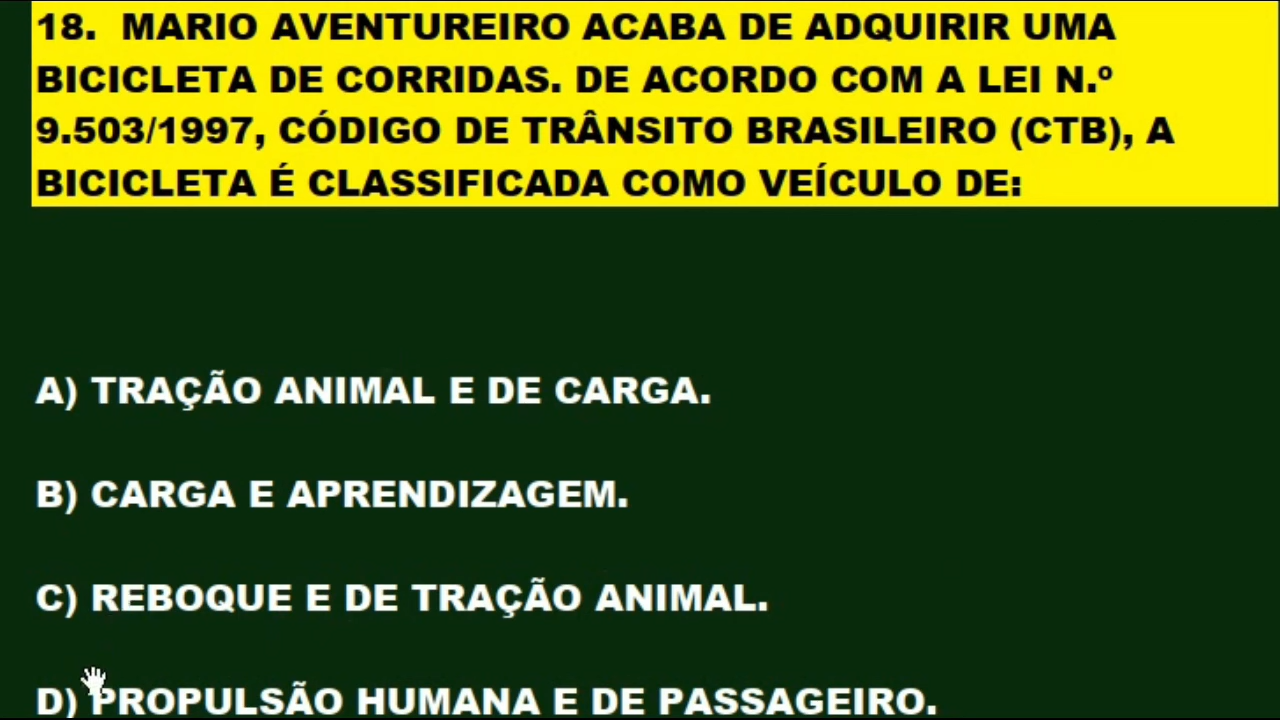 18. MARIO AVENTUREIRO ACABA DE ADQUIRIR UMA
BICICLETA DE CORRIDAS. DE ACORDO COM A LEI N.º
9.503/1997, CÓDIGO DE TRÂNSITO BRASILEIRO (CTB), A
BICICLETA É CLASSIFICADA COMO VEÍCULO DE:
A) TRAÇÃO ANIMAL E DE CARGA.
B) CARGA E APRENDIZAGEM.
C) REBOQUE E DE TRAÇÃO ANIMAL.
D) PROPULSÃO HUMANA E DE PASSAGEIRO.